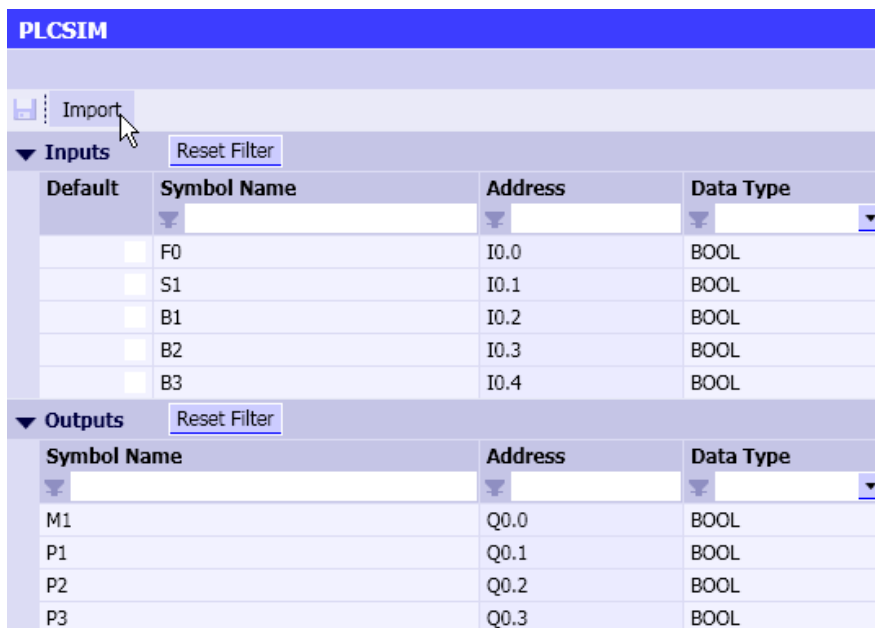 PLCSIM
Import
Inputs Reset Filter
Default Symbol Name Address Data Type
F0 I0.0 BOOL
S1 I0.1 BOOL
B1 I0.2 BOOL
B2 I0.3 BOOL
B3 I0.4 BOOL
Outputs Reset Filter
Symbol Name Address Data Type
M1 Q0.0 BOOL
P1 Q0.1 BOOL
P2 Q0.2 BOOL
P3 Q0.3 BOOL